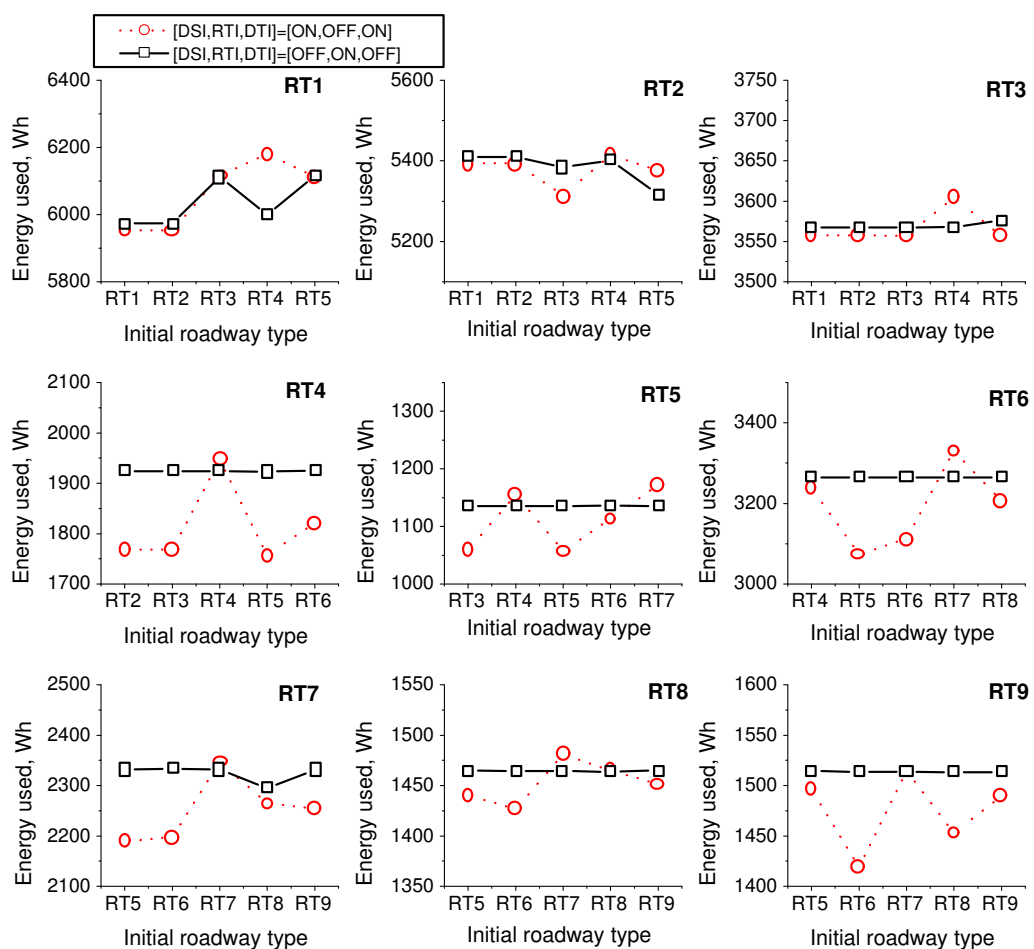 [DSI,RTI,DTI]=[ON,OFF,ON]
[DSI,RTI,DTI]=[OFF,ON,OFF]
RT1
Energy used, Wh
6400
6200
6000
5800
RT1 RT2 RT3 RT4 RT5
Initial roadway type
RT2
Energy used, Wh
5600
5400
5200
RT1 RT2 RT3 RT4 RT5
Initial roadway type
RT3
Energy used, Wh
3750
3700
3650
3600
3550
3500
RT1 RT2 RT3 RT4 RT5
Initial roadway type
RT4
Energy used, Wh
2100
2000
1900
1800
1700
RT2 RT3 RT4 RT5 RT6
Initial roadway type
RT5
Energy used, Wh
1300
1200
1100
1000
RT3 RT4 RT5 RT6 RT7
Initial roadway type
RT6
Energy used, Wh
3400
3200
3000
RT4 RT5 RT6 RT7 RT8
Initial roadway type
RT7
Energy used, Wh
2500
2400
2300
2200
2100
RT5 RT6 RT7 RT8 RT9
Initial roadway type
RT8
Energy used, Wh
1550
1500
1450
1400
1350
RT5 RT6 RT7 RT8 RT9
Initial roadway type
RT9
Energy used, Wh
1600
1550
1500
1450
1400
RT5 RT6 RT7 RT8 RT9
Initial roadway type